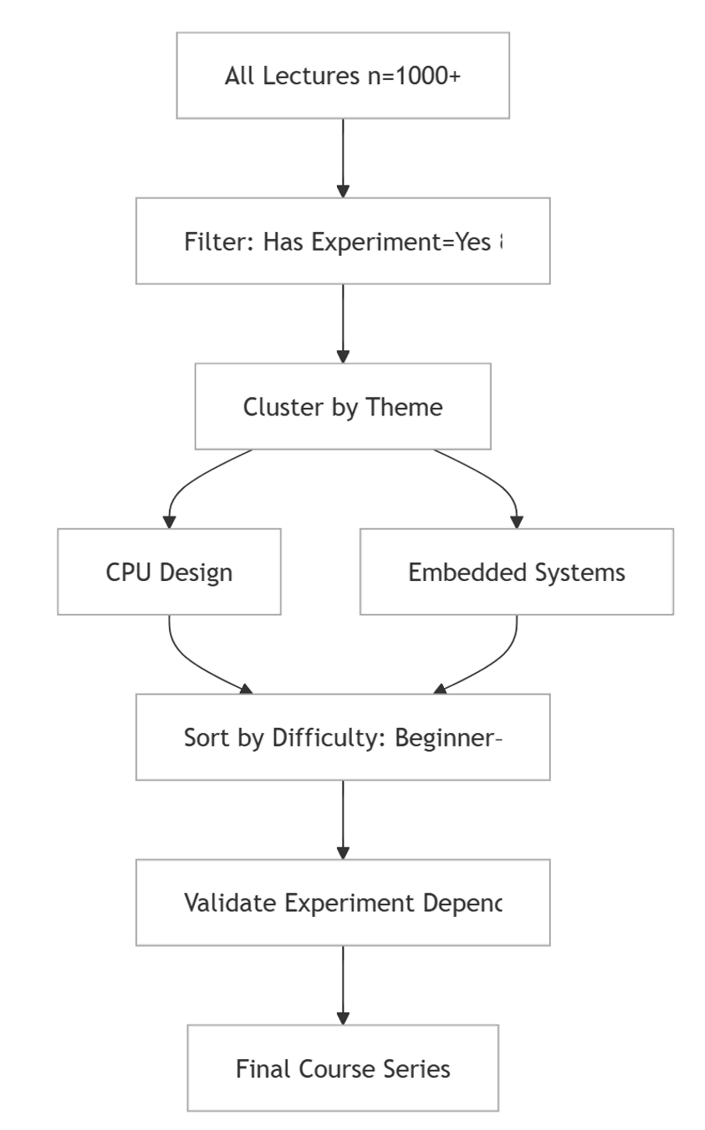 All Lectures n=1000+
Filter: Has Experiment=Yes
Cluster by Theme
CPU Design
Embedded Systems
Sort by Difficulty: Beginner-
Validate Experiment
Final Course Series